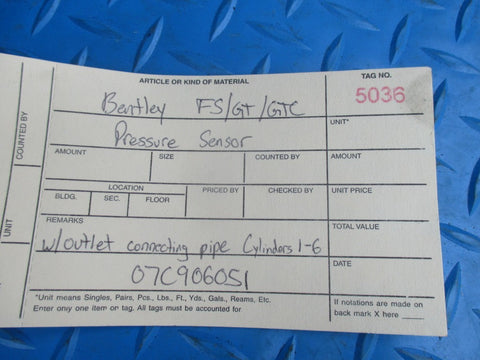 ARTICLE OR KIND OF MATERIAL
TAG NO.
Bentley FS/GT/GTC
5036
Pressure Sensor
UNIT*
COUNTED BY
AMOUNT SIZE COUNTED BY AMOUNT
LOCATION
BLDG. SEC. FLOOR
PRICED BY CHECKED BY UNIT PRICE
UNIT
REMARKS
TOTAL VALUE
w/outlet connecting pipe Cylinders 1-6
07C906051
DATE
*Unit means Singles, Pairs, Pcs., Lbs., Ft., Yds., Gals., Reams, Etc.
Enter only one item on tag. All tags must be accounted for
If notations are made on
back mark X here